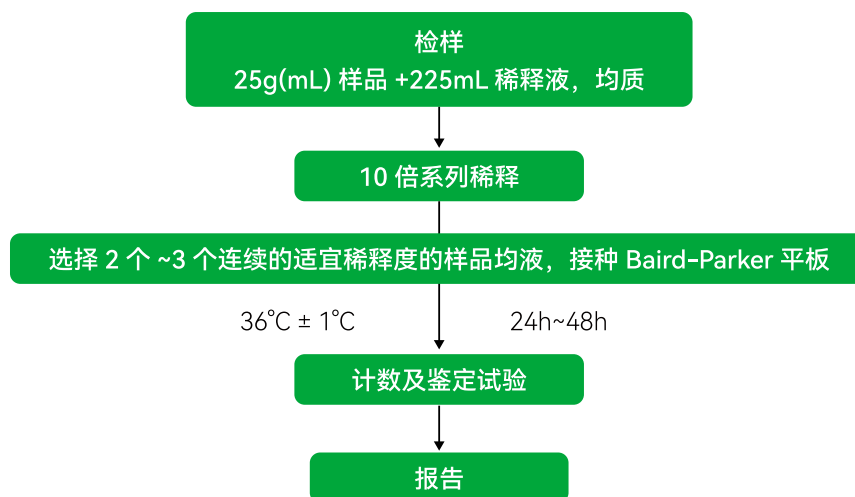 检样
25g(mL) 样品 +225mL 稀释液，均质
10 倍系列稀释
选择 2 个 ~3 个连续的适宜稀释度的样品均液，接种 Baird-Parker 平板
36°C ± 1°C 24h~48h
计数及鉴定试验
报告